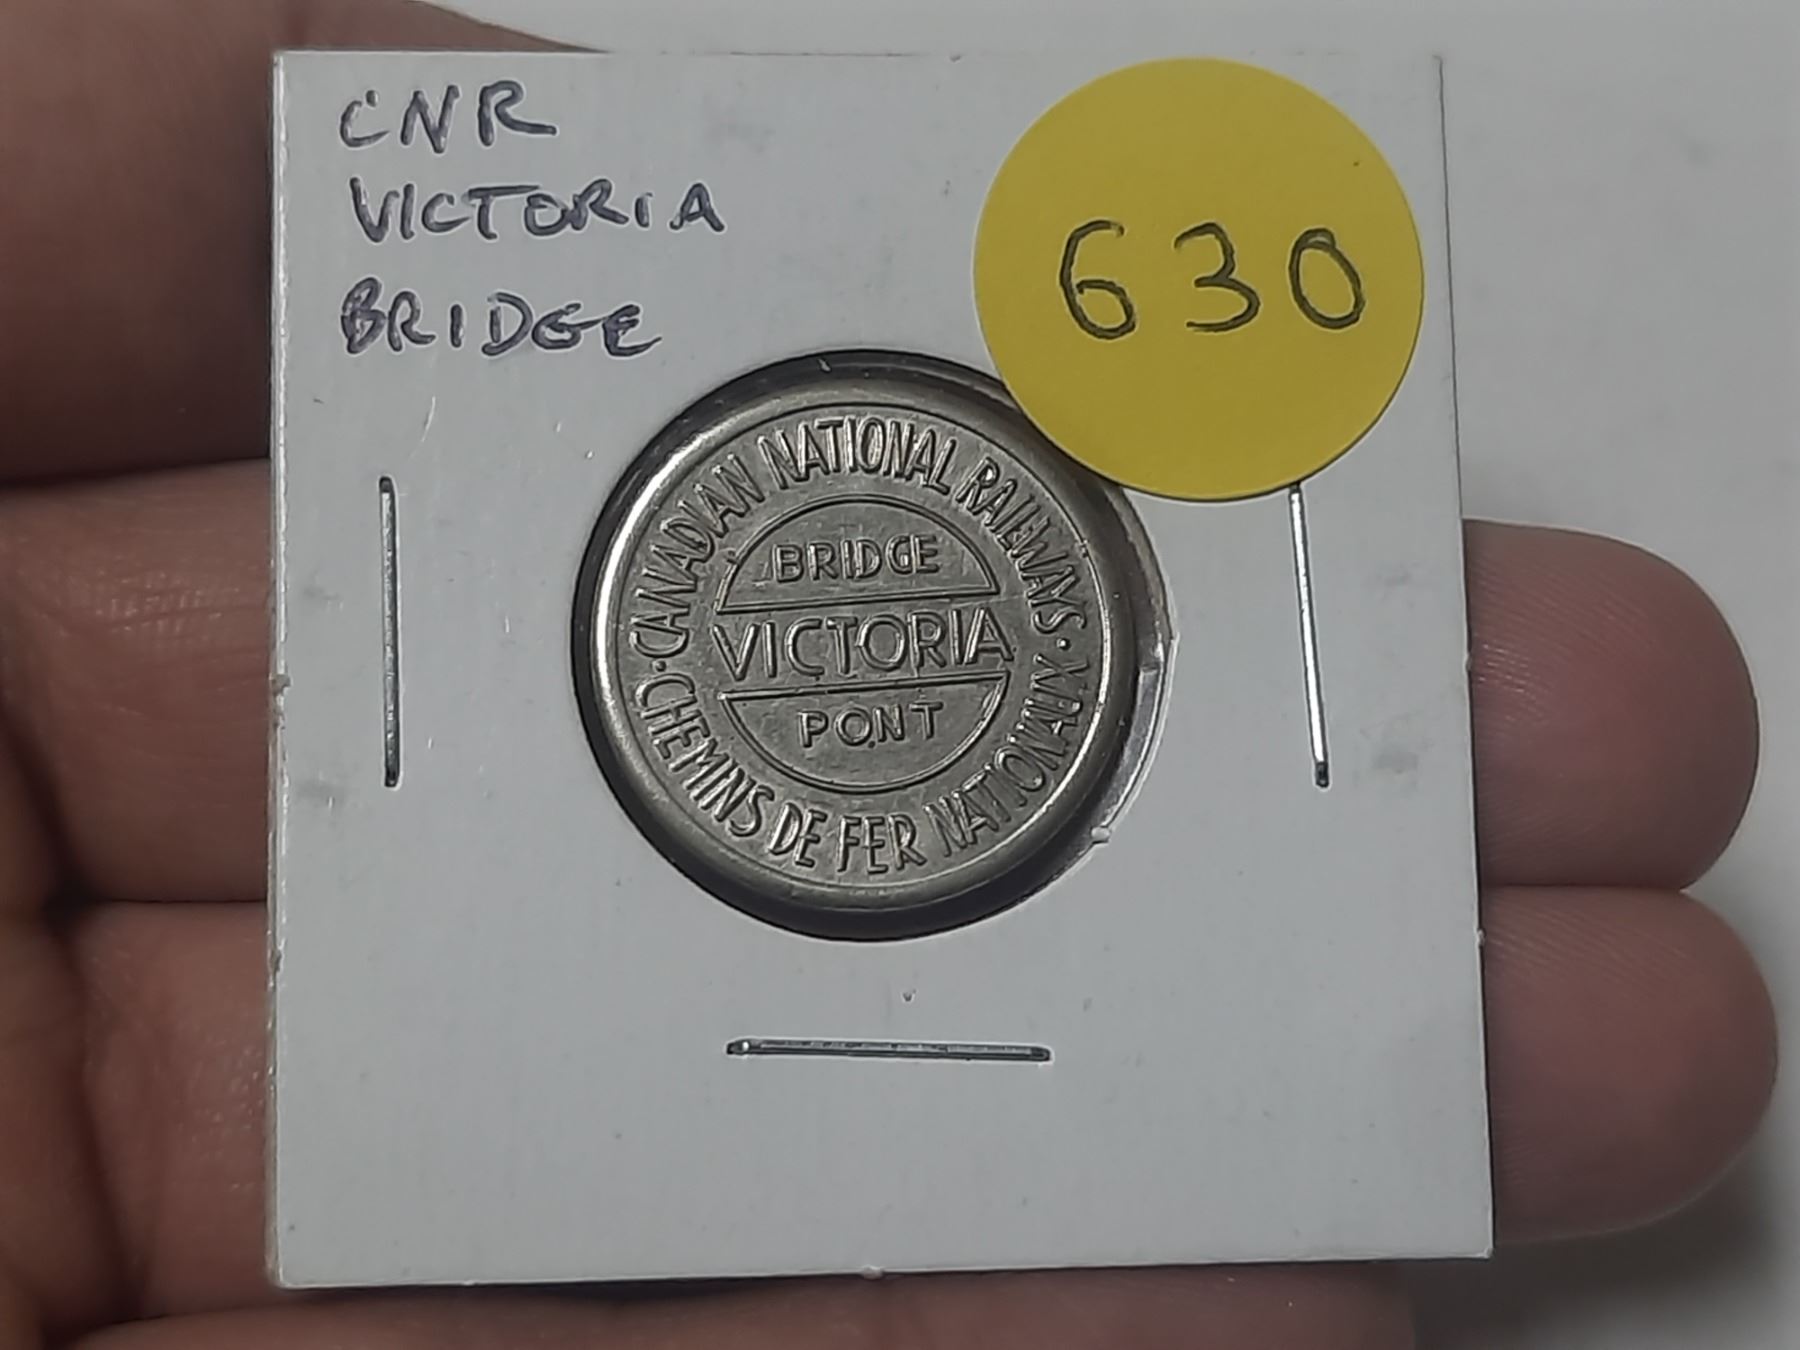 CNR
VICTORIA
BRIDGE
630
·CANADIAN NATIONAL RAILWAYS·
BRIDGE
VICTORIA
PONT
CHEMINS DE FER NATIONAUX